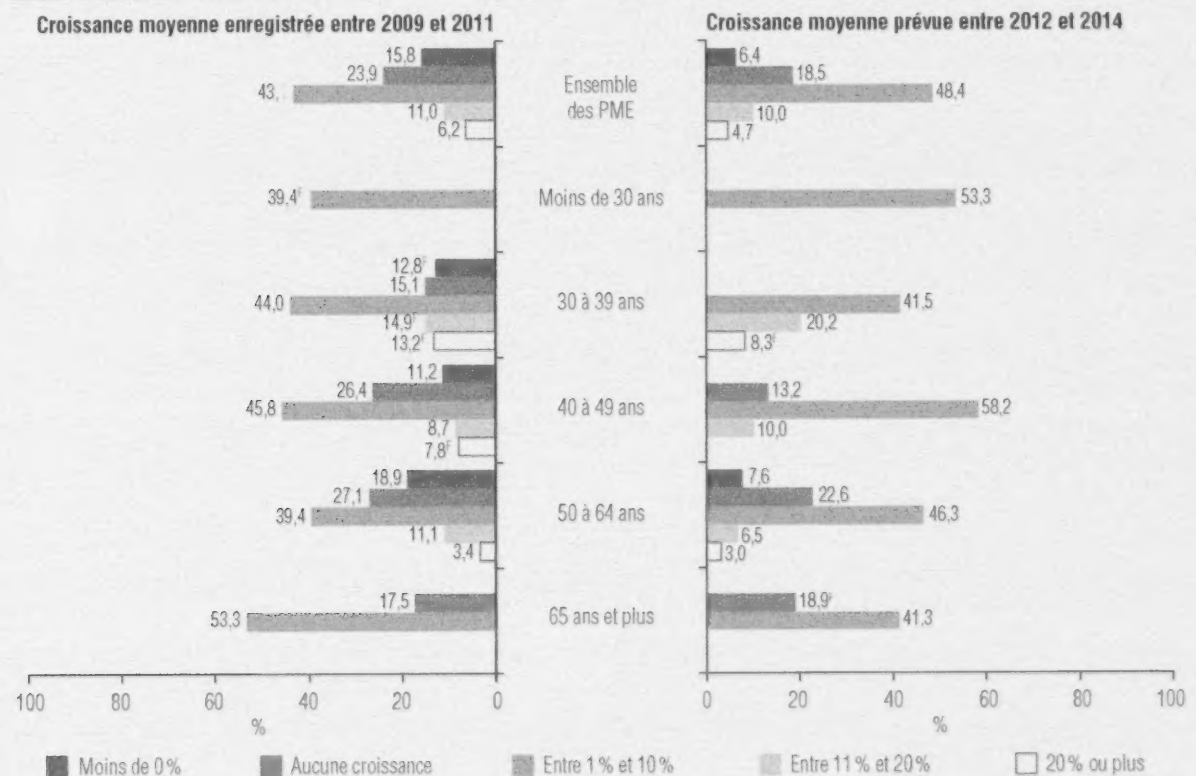 Croissance moyenne enregistrée entre 2009 et 2011
Croissance moyenne prévue entre 2012 et 2014
15,8
23,9
43,
11,0
6,2
Ensemble
des PME
6,4
18,5
48,4
10,0
4,7
39,4F
Moins de 30 ans
53,3
12,8F
15,1
44,0
14,9F
13,2F
30 à 39 ans
41,5
20,2
8,3F
11,2
26,4
45,8
8,7
7,8F
40 à 49 ans
13,2
58,2
10,0
18,9
27,1
39,4
11,1
3,4
50 à 64 ans
7,6
22,6
46,3
6,5
3,0
17,5
53,3
65 ans et plus
18,9F
41,3
100 80 60 40 20 0
%
0 20 40 60 80 100
%
Moins de 0 % Aucune croissance Entre 1 % et 10 % Entre 11 % et 20 % 20 % ou plus